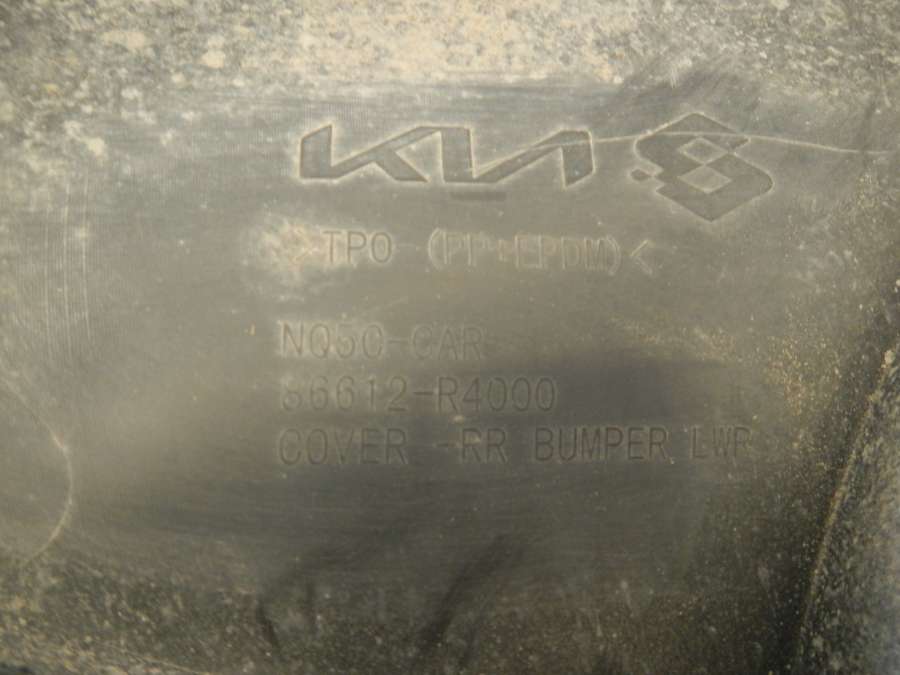 KIA
>TPO (PP+EPDM)<
NQ5C-CAR
86612-R4000
COVER -RR BUMPER LWR